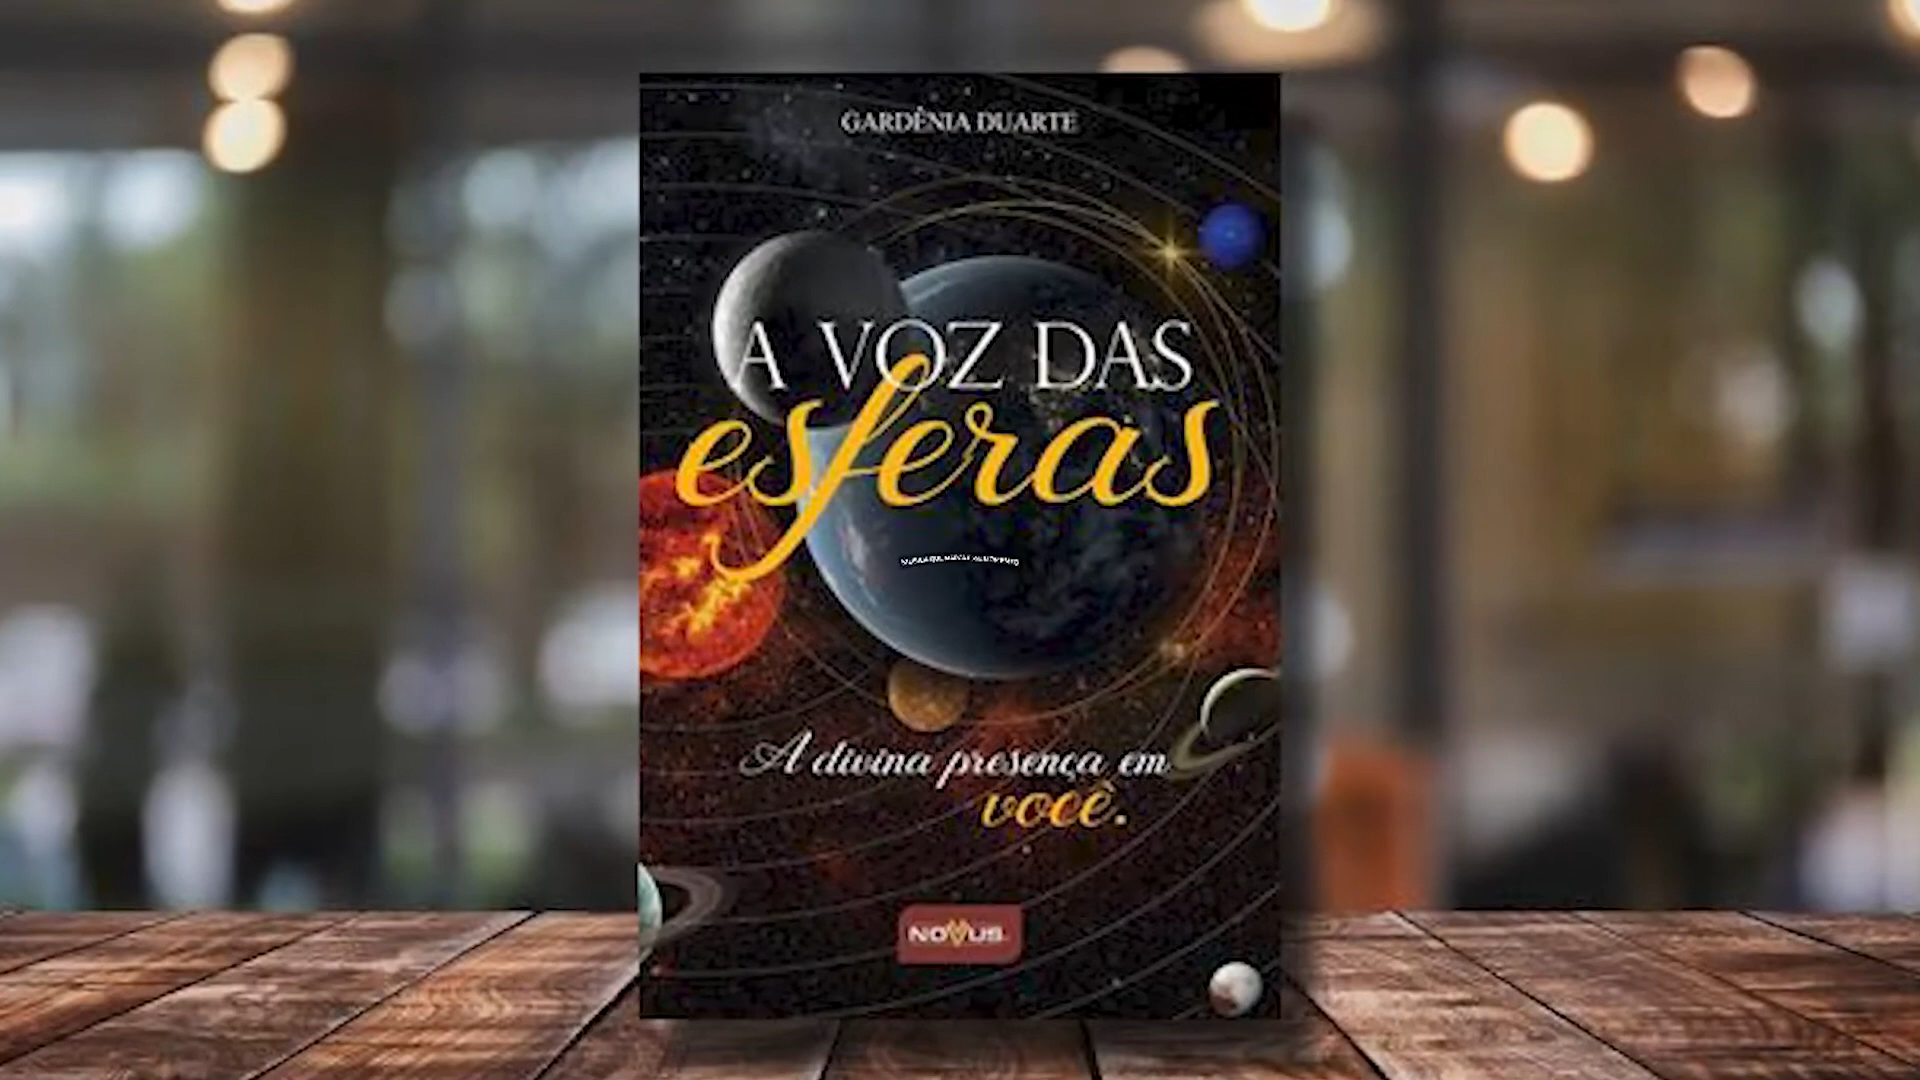 GARDÊNIA DUARTE
A VOZ DAS
esferas
A divina presença em
você.
NOVUS